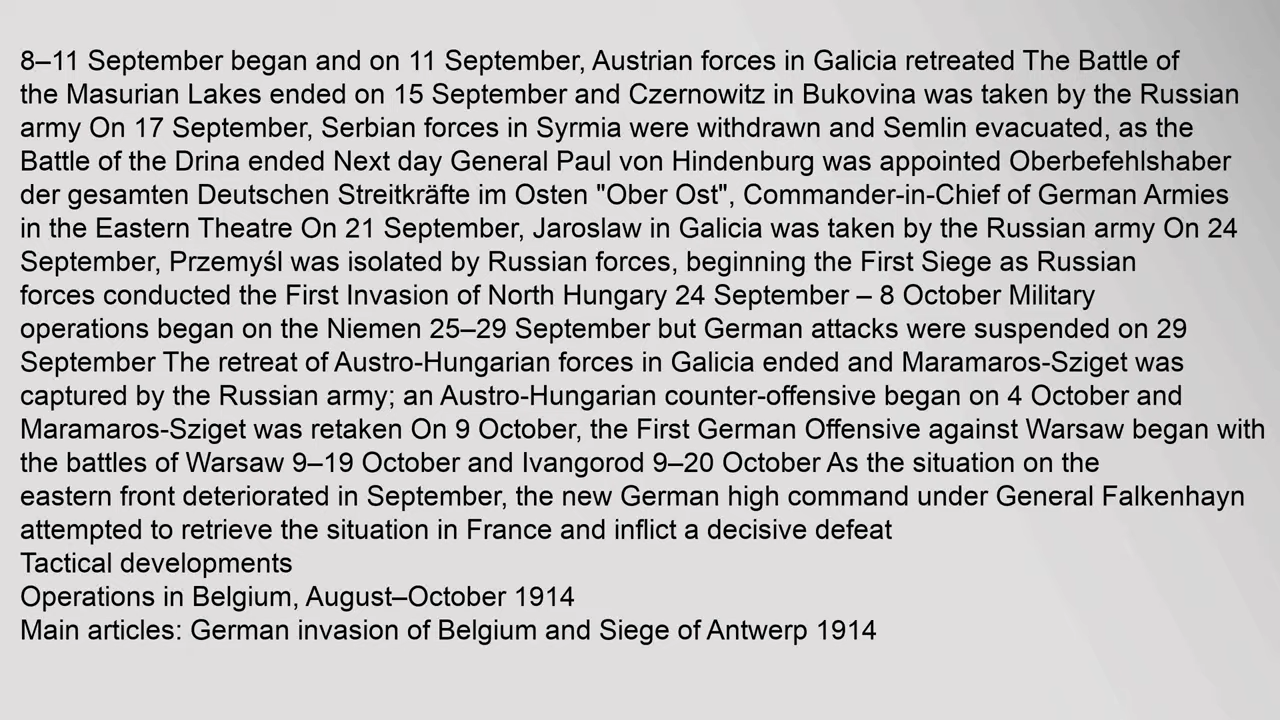 8–11 September began and on 11 September, Austrian forces in Galicia retreated The Battle of
the Masurian Lakes ended on 15 September and Czernowitz in Bukovina was taken by the Russian
army On 17 September, Serbian forces in Syrmia were withdrawn and Semlin evacuated, as the
Battle of the Drina ended Next day General Paul von Hindenburg was appointed Oberbefehlshaber
der gesamten Deutschen Streitkräfte im Osten "Ober Ost", Commander-in-Chief of German Armies
in the Eastern Theatre On 21 September, Jaroslaw in Galicia was taken by the Russian army On 24
September, Przemyśl was isolated by Russian forces, beginning the First Siege as Russian
forces conducted the First Invasion of North Hungary 24 September – 8 October Military
operations began on the Niemen 25–29 September but German attacks were suspended on 29
September The retreat of Austro-Hungarian forces in Galicia ended and Maramaros-Sziget was
captured by the Russian army; an Austro-Hungarian counter-offensive began on 4 October and
Maramaros-Sziget was retaken On 9 October, the First German Offensive against Warsaw began with
the battles of Warsaw 9–19 October and Ivangorod 9–20 October As the situation on the
eastern front deteriorated in September, the new German high command under General Falkenhayn
attempted to retrieve the situation in France and inflict a decisive defeat
Tactical developments
Operations in Belgium, August–October 1914
Main articles: German invasion of Belgium and Siege of Antwerp 1914